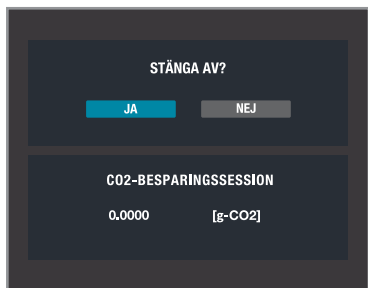 STÄNGA AV?
JA NEJ
CO2-BESPARINGSSESSION
0.0000 [g-CO2]